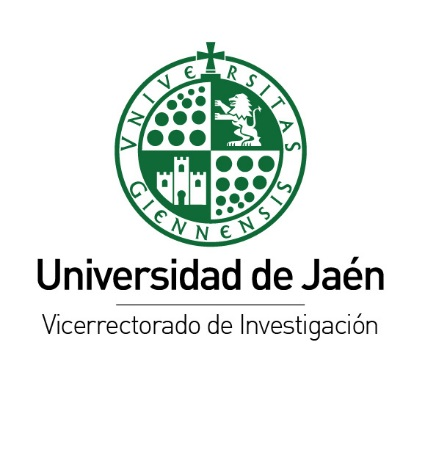 VNIVERSITAS
GIENNENSIS
Universidad de Jaén
Vicerrectorado de Investigación